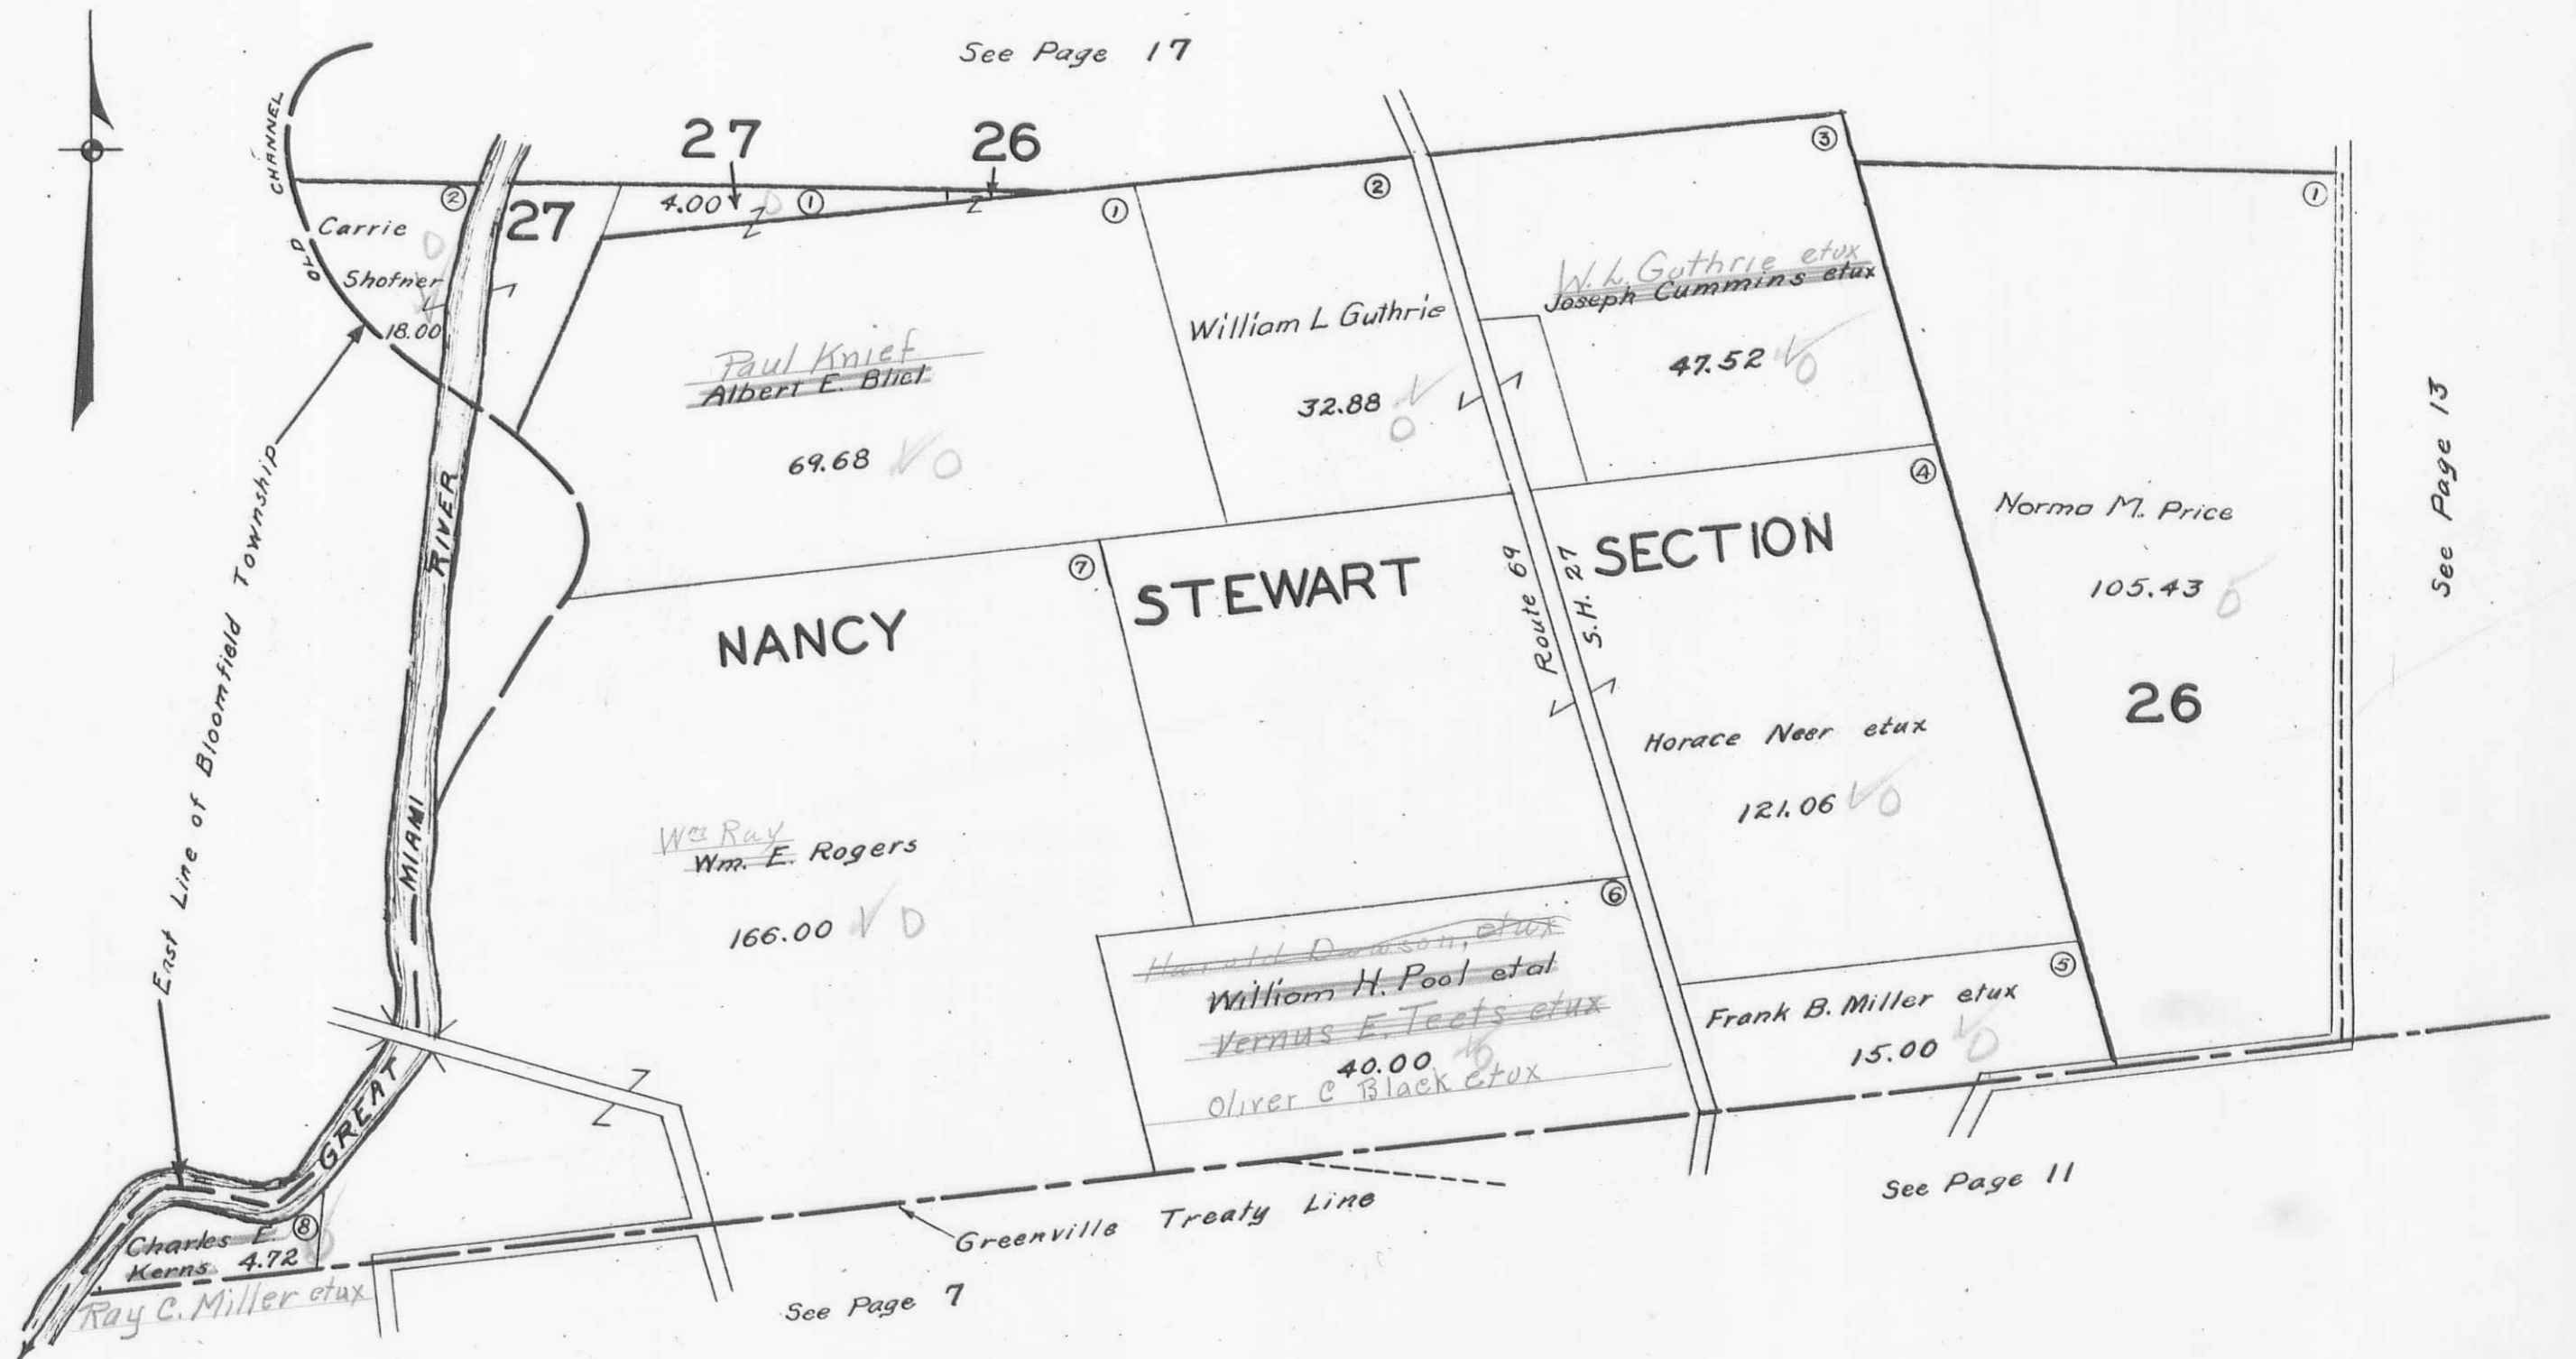 See Page 17
CHANNEL
OLD
27
26
4.00
①
②
27
Carrie
Shofner
18.00
①
②
③
①
Paul Knief
Albert E. Bliel
69.68
William L Guthrie
32.88
W. L. Guthrie etux
Joseph Cummins etux
47.52
④
Norma M. Price
105.43
26
See Page 13
East Line of Bloomfield Township
GREAT MIAMI RIVER
⑦
NANCY STEWART SECTION
Route 69
S.H. 27
Horace Neer etux
121.06
Wm Ray
Wm. E. Rogers
166.00
⑥
Harold Dawson, etux
William H. Pool etal
Vernus E. Teets etux
40.00
Oliver C Black etux
⑤
Frank B. Miller etux
15.00
⑧
Charles E.
Kerns 4.72
Ray C. Miller etux
Greenville Treaty Line
See Page 11
See Page 7